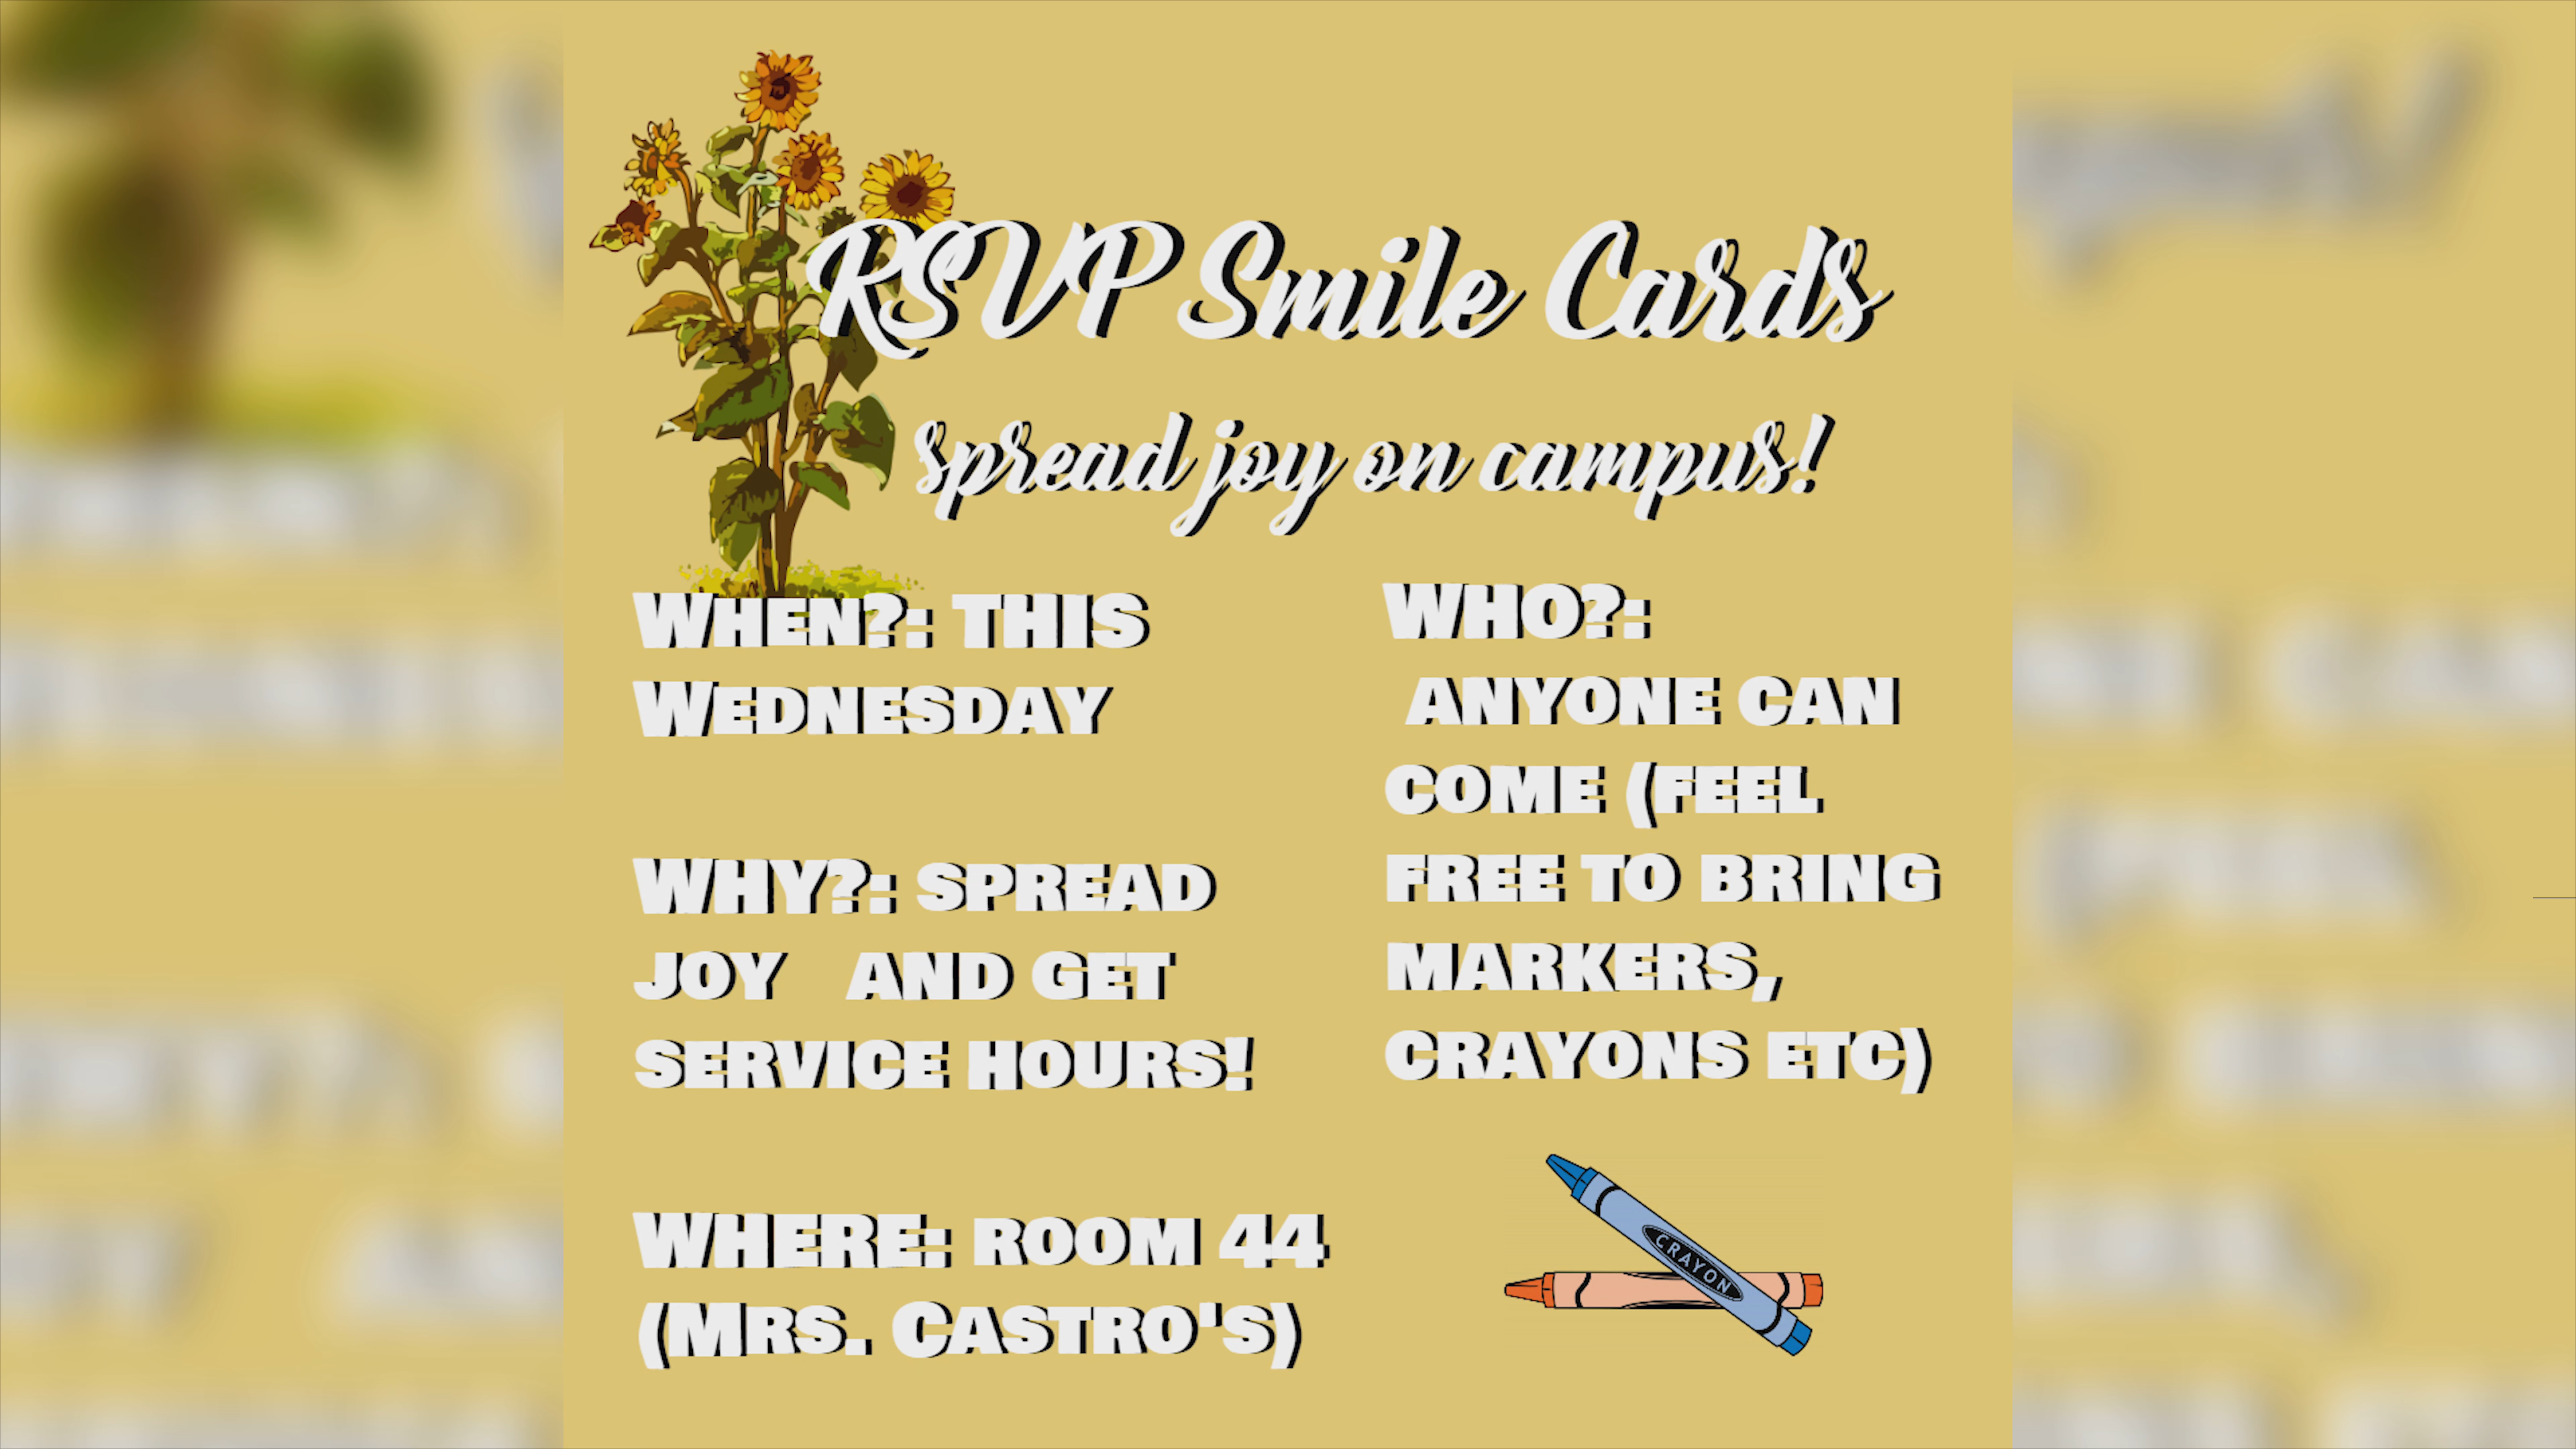 RSVP Smile Cards
spread joy on campus!
When?: this
Wednesday
Why?: spread
joy   and get
service hours!
Where: room 44
(Mrs. Castro's)
WHO?:
anyone can
come (feel
free to bring
markers,
crayons etc)
CRAYON